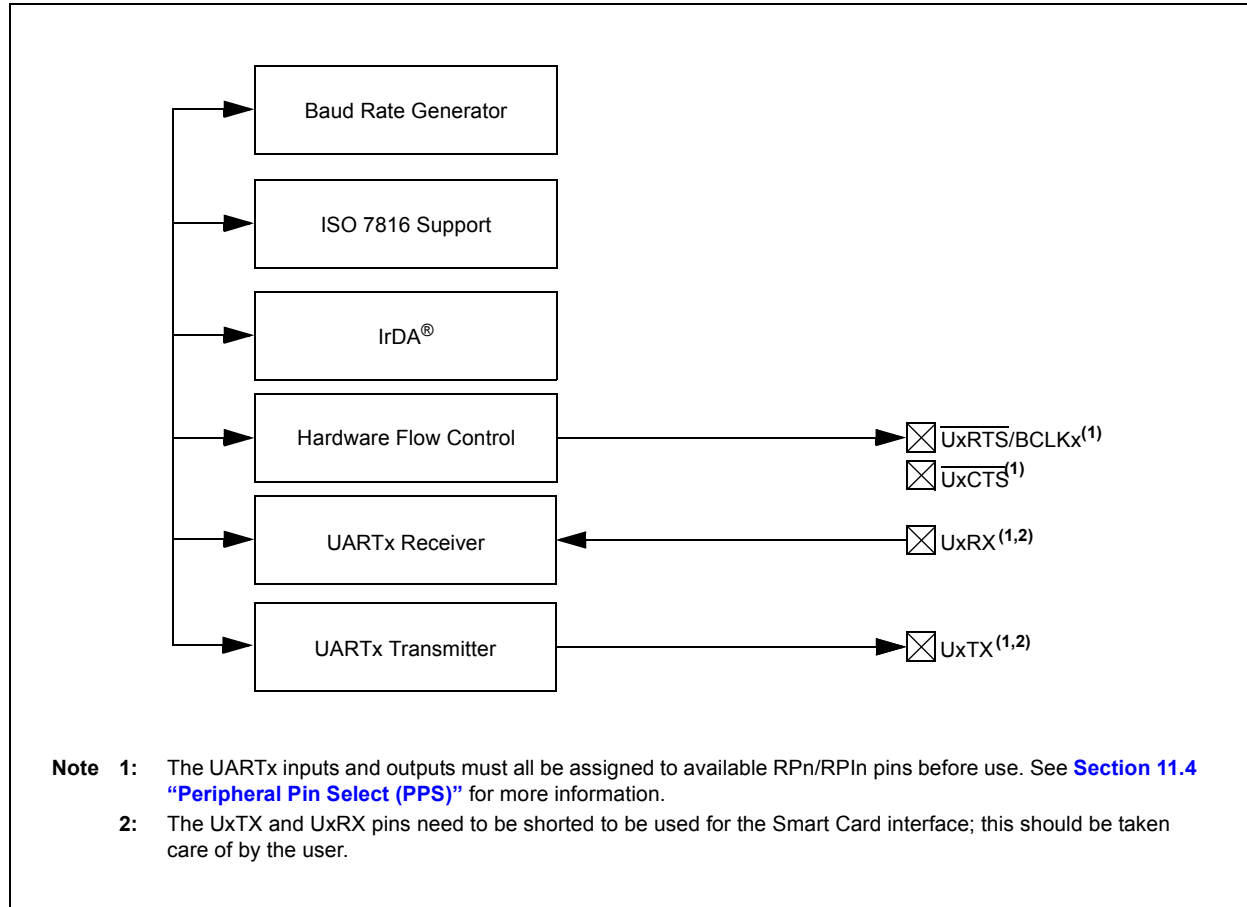 Baud Rate Generator
ISO 7816 Support
IrDA®
Hardware Flow Control
UxRTS/BCLKx(1)
UxCTS(1)
UARTx Receiver
UxRX(1,2)
UARTx Transmitter
UxTX(1,2)
Note 1: The UARTx inputs and outputs must all be assigned to available RPn/RPIn pins before use. See Section 11.4
“Peripheral Pin Select (PPS)” for more information.
2: The UxTX and UxRX pins need to be shorted to be used for the Smart Card interface; this should be taken
care of by the user.